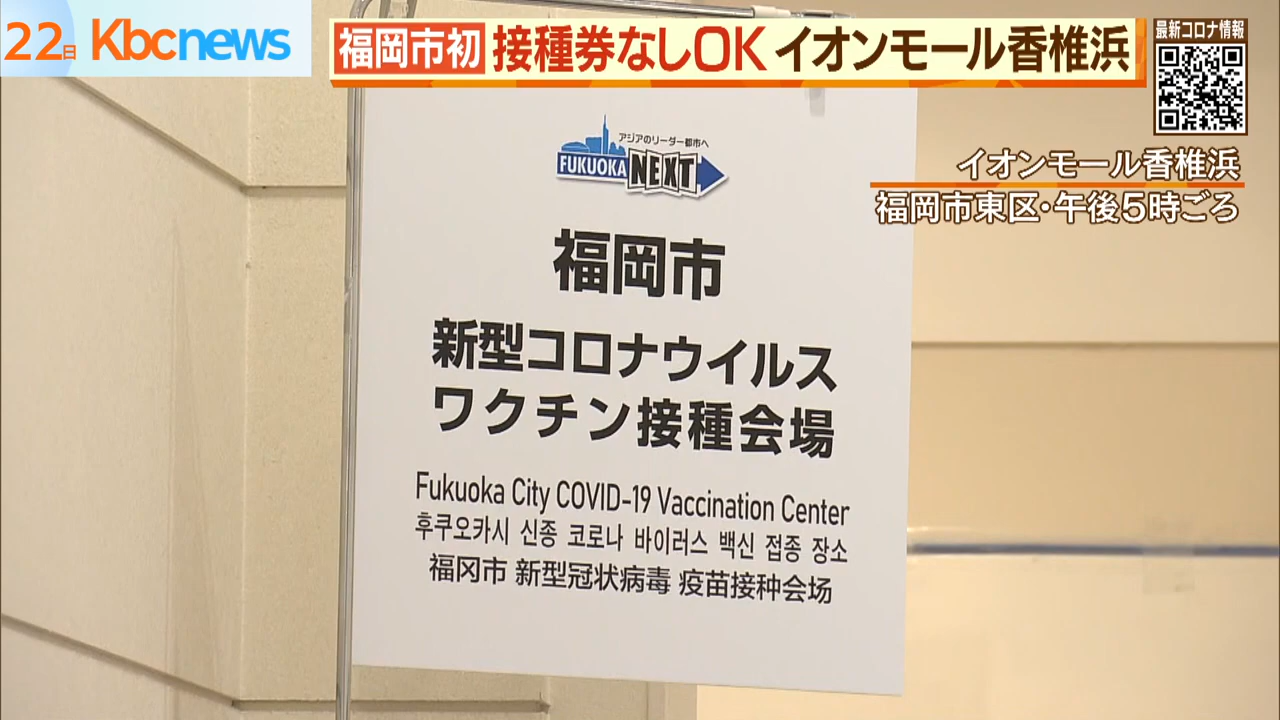 22日 Kbcnews
福岡市初 接種券なしOK イオンモール香椎浜
最新コロナ情報
イオンモール香椎浜
福岡市東区・午後5時ごろ
アジアのリーダー都市へ
FUKUOKA NEXT
福岡市
新型コロナウイルス
ワクチン接種会場
Fukuoka City COVID-19 Vaccination Center
후쿠오카시 신종 코로나 바이러스 백신 접종 장소
福冈市 新型冠状病毒 疫苗接种会场